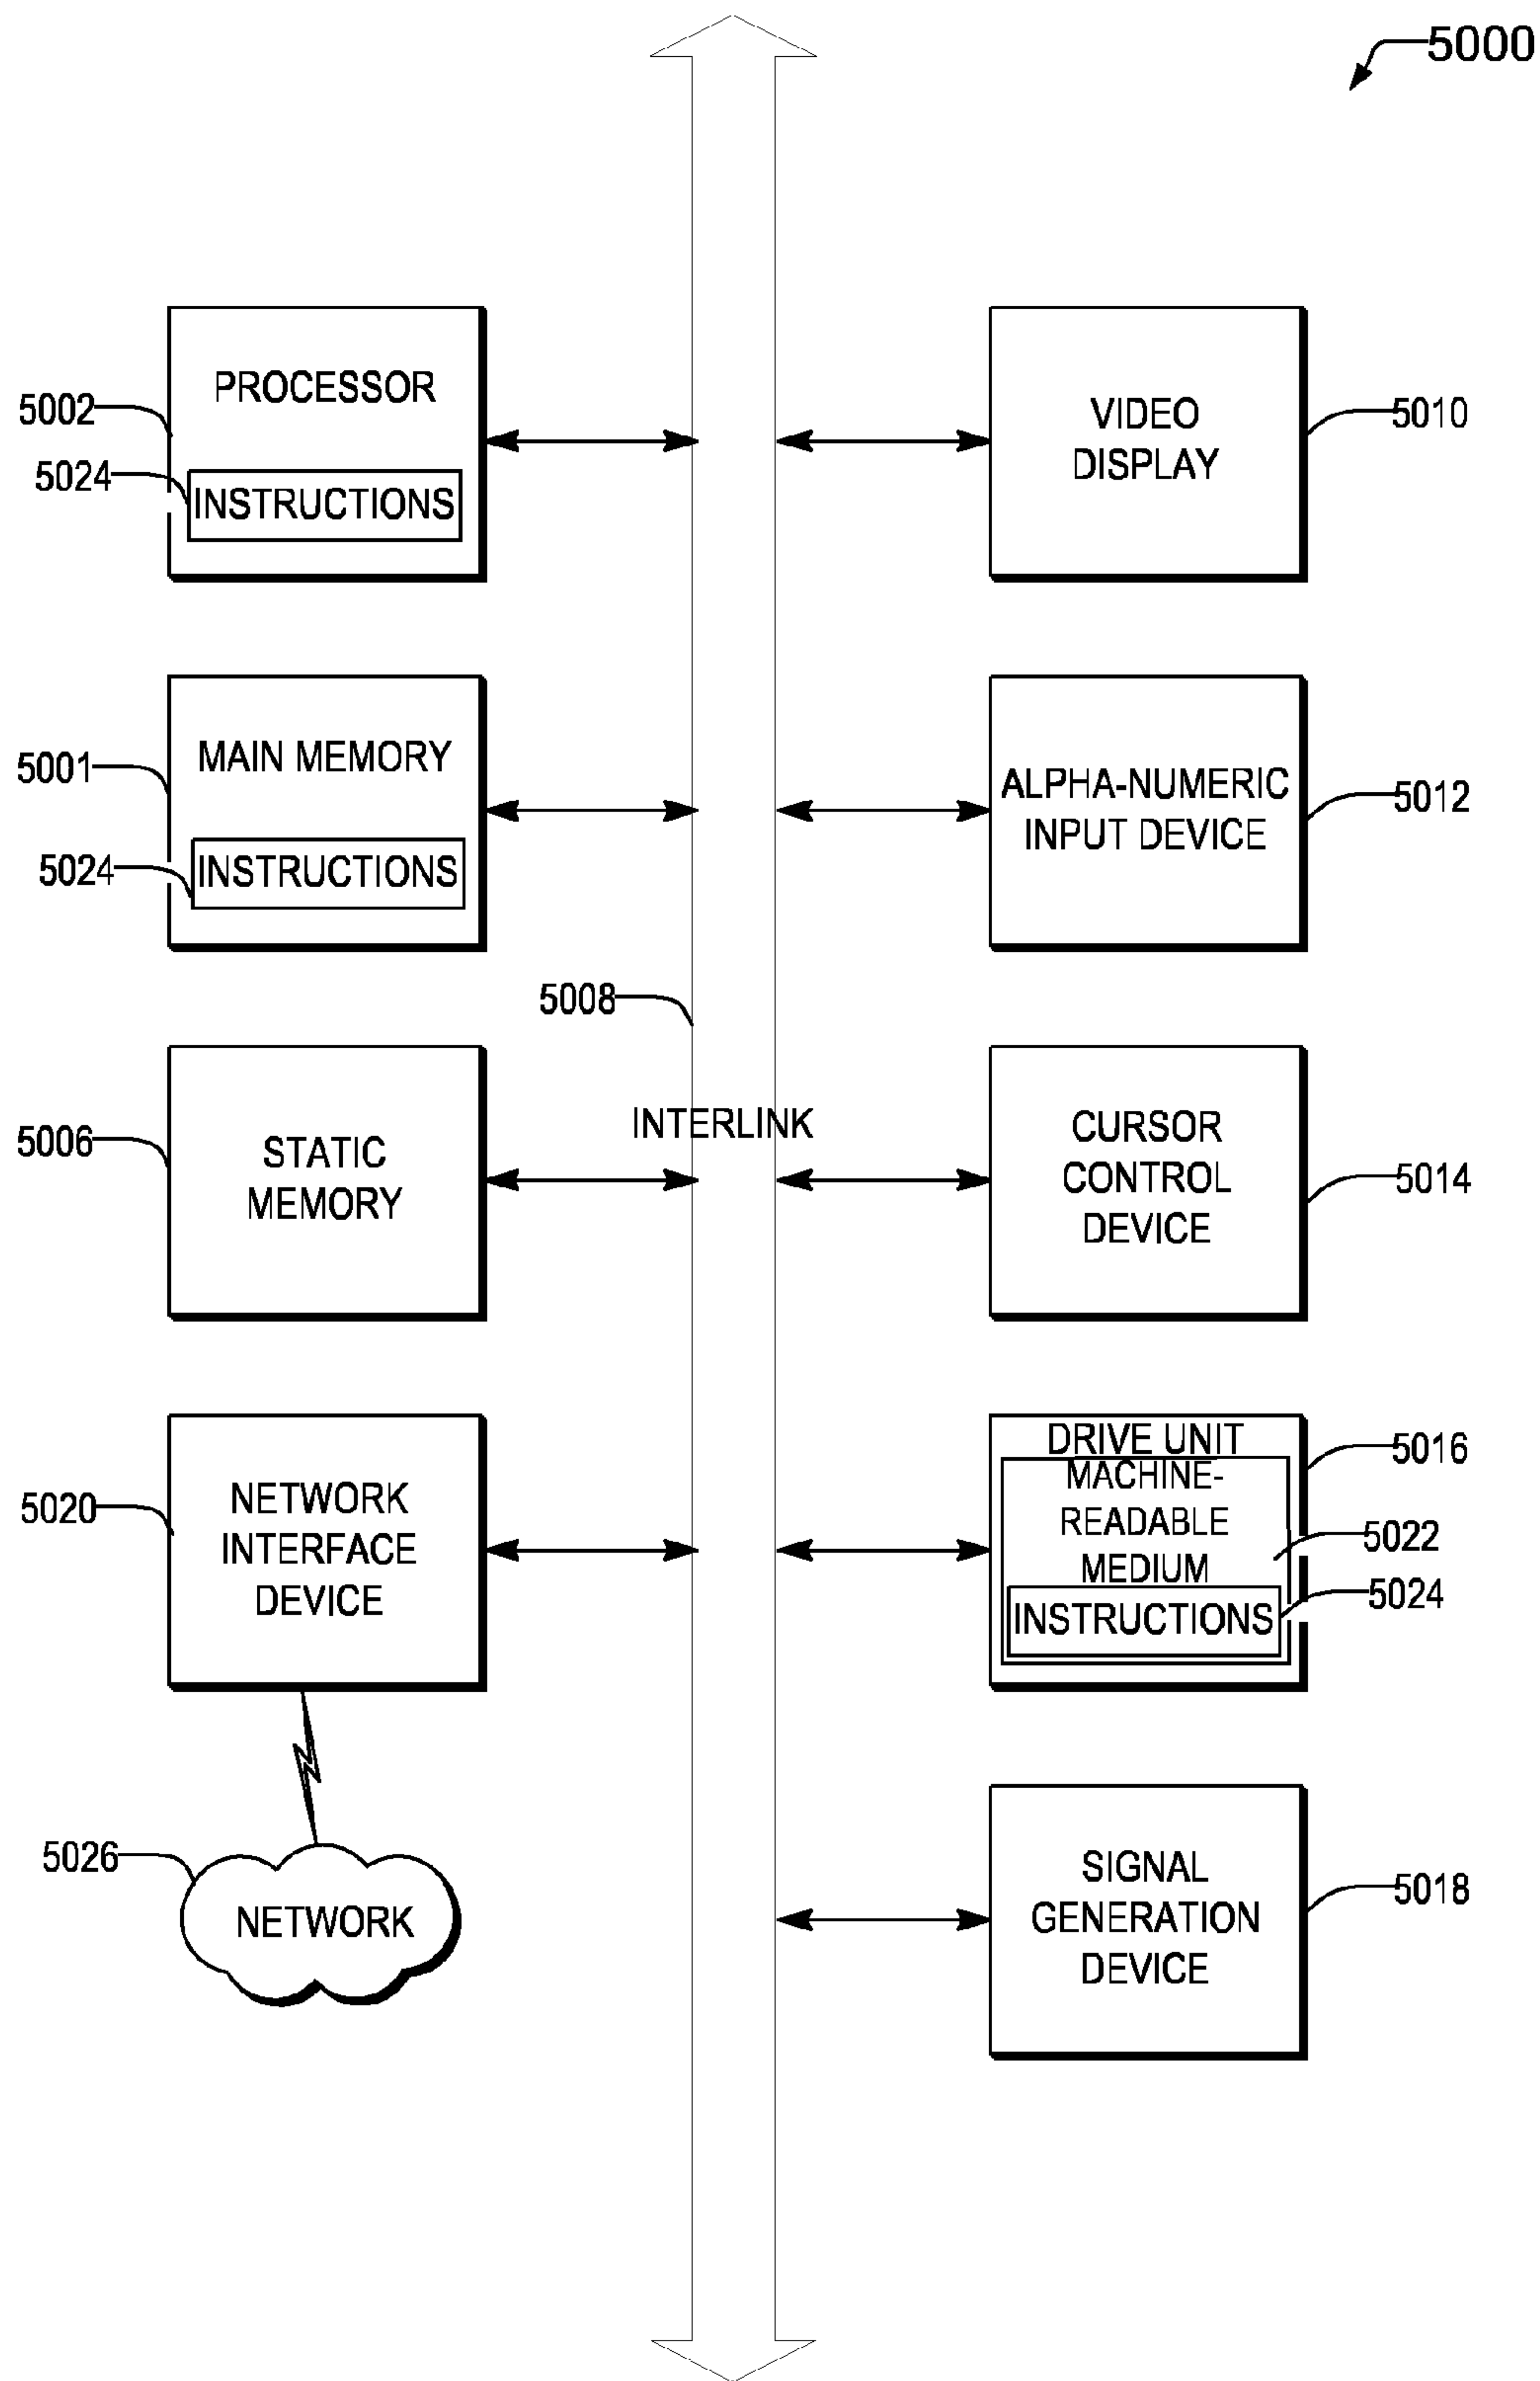 5000
PROCESSOR
5002
5024
INSTRUCTIONS
VIDEO
DISPLAY
5010
MAIN MEMORY
5001
5024
INSTRUCTIONS
ALPHA-NUMERIC
INPUT DEVICE
5012
5008
INTERLINK
5006
STATIC
MEMORY
CURSOR
CONTROL
DEVICE
5014
5020
NETWORK
INTERFACE
DEVICE
DRIVE UNIT
5016
MACHINE-
READABLE
MEDIUM
5022
INSTRUCTIONS
5024
5026
NETWORK
SIGNAL
GENERATION
DEVICE
5018